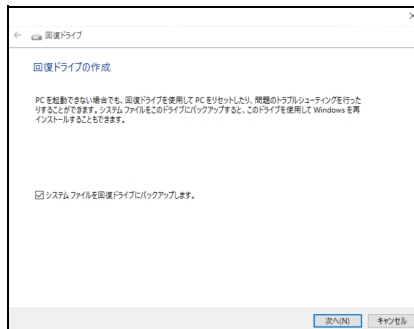 回復ドライブ
回復ドライブの作成
PC を起動できない場合でも、回復ドライブを使用して PC をリセットしたり、問題のトラブルシューティングを行った
りすることができます。システム ファイルをこのドライブにバックアップすると、このドライブを使用して Windows を再
インストールすることもできます。
システム ファイルを回復ドライブにバックアップします。
次へ(N) キャンセル